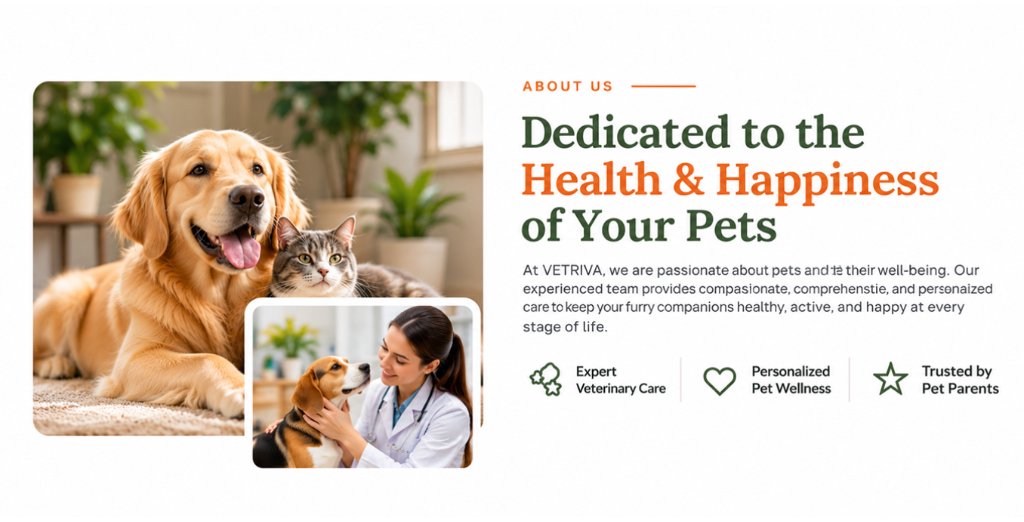 ABOUT US
Dedicated to the
Health & Happiness
of Your Pets
At VETRIVA, we are passionate about pets and their well-being. Our
experienced team provides compasionate, comprehenstie, and personalized
care to keep your furry companions healthy, active, and happy at every
stage of life.
Expert
Veterinary Care
Personalized
Pet Wellness
Trusted by
Pet Parents